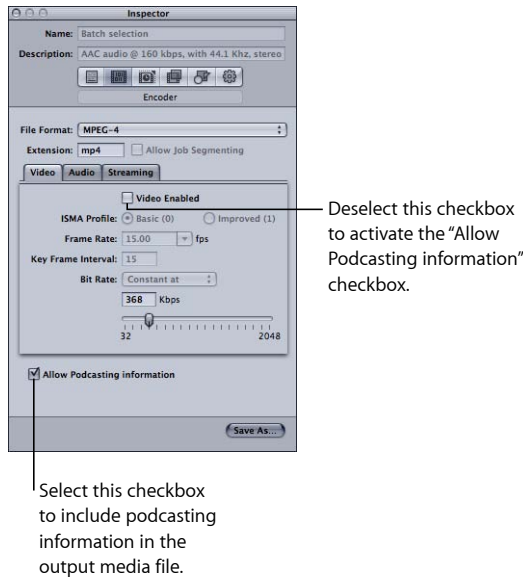 Inspector
Name: Batch selection
Description: AAC audio @ 160 kbps, with 44.1 Khz, stereo
Encoder
File Format: MPEG-4
Extension: mp4 Allow Job Segmenting
Video Audio Streaming
Video Enabled
ISMA Profile: Basic (0) Improved (1)
Frame Rate: 15.00 fps
Key Frame Interval: 15
Bit Rate: Constant at
368 Kbps
32 2048
Allow Podcasting information
Save As...
Deselect this checkbox
to activate the “Allow
Podcasting information”
checkbox.
Select this checkbox
to include podcasting
information in the
output media file.